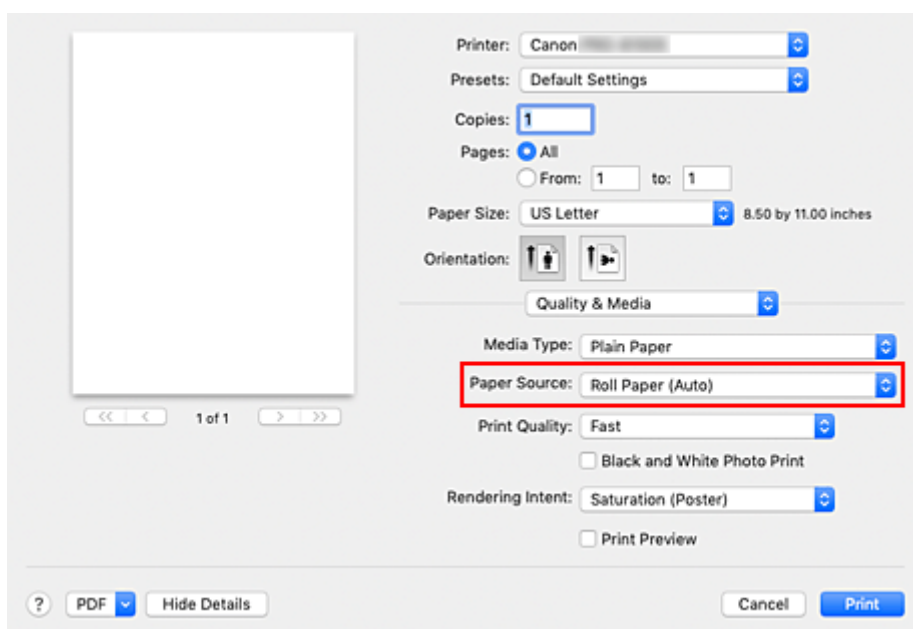 Printer: Canon
Presets: Default Settings
Copies: 1
Pages: All
From: 1 to: 1
Paper Size: US Letter 8.50 by 11.00 inches
Orientation:
Quality & Media
Media Type: Plain Paper
Paper Source: Roll Paper (Auto)
<< < 1 of 1 > >>
Print Quality: Fast
Black and White Photo Print
Rendering Intent: Saturation (Poster)
Print Preview
? PDF Hide Details Cancel Print